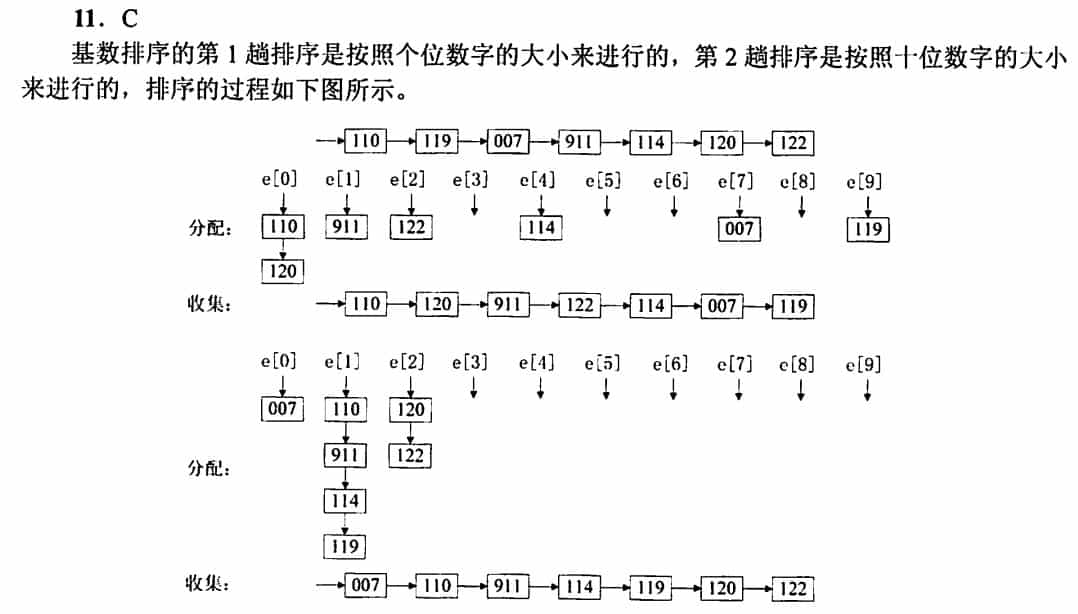 11. C
基数排序的第 1 趟排序是按照个位数字的大小来进行的，第 2 趟排序是按照十位数字的大小
来进行的，排序的过程如下图所示。
110 119 007 911 114 120 122
e[0] e[1] e[2] e[3] e[4] e[5] e[6] e[7] e[8] e[9]
分配： 110 911 122 114 007 119
120
收集： 110 120 911 122 114 007 119
e[0] e[1] e[2] e[3] e[4] e[5] e[6] e[7] e[8] e[9]
007 110 120
911 122
分配：
114
119
收集： 007 110 911 114 119 120 122